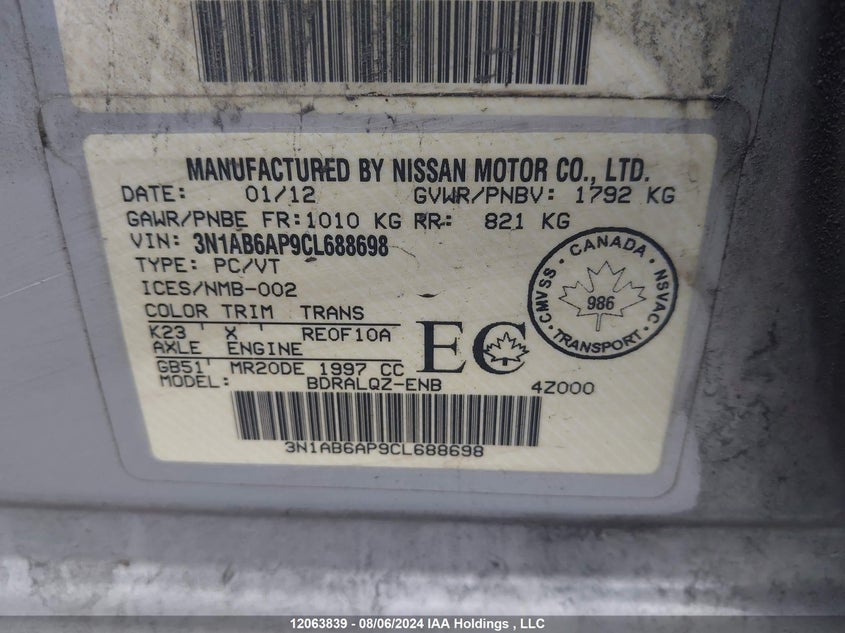 MANUFACTURED BY NISSAN MOTOR CO., LTD.
DATE: 01/12 GVWR/PNBV: 1792 KG
GAWR/PNBE FR:1010 KG RR: 821 KG
VIN: 3N1AB6AP9CL688698
TYPE: PC/VT
ICES/NMB-002
COLOR TRIM TRANS
K23 ' X ' RE0F10A
AXLE ENGINE
GB51' MR20DE 1997 CC
MODEL: BDRALQZ-ENB 4Z000
EC
CMVSS · CANADA · NSVAC · TRANSPORT ·
986
3N1AB6AP9CL688698
12063839 - 08/06/2024 IAA Holdings , LLC